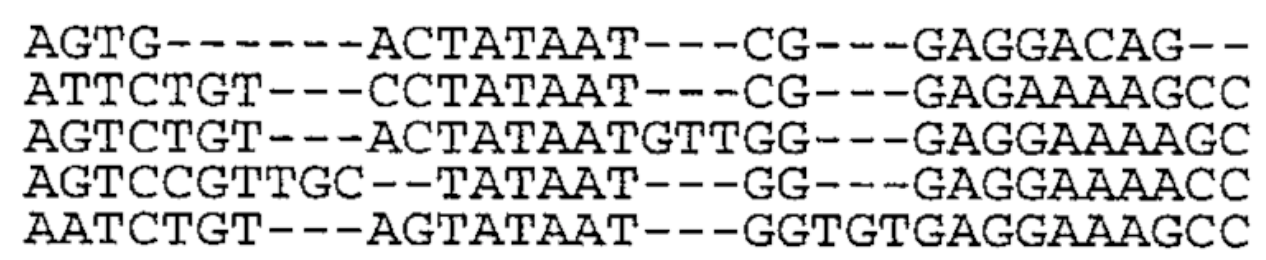 AGTG------ACTATAAT---CG---GAGGACAG--
ATTCTGT---CCTATAAT---CG---GAGAAAAGCC
AGTCTGT---ACTATAATGTTGG---GAGGAAAAGC
AGTCCGTTGC--TATAAT---GG---GAGGAAAACC
AATCTGT---AGTATAAT---GGTGTGAGGAAAGCC